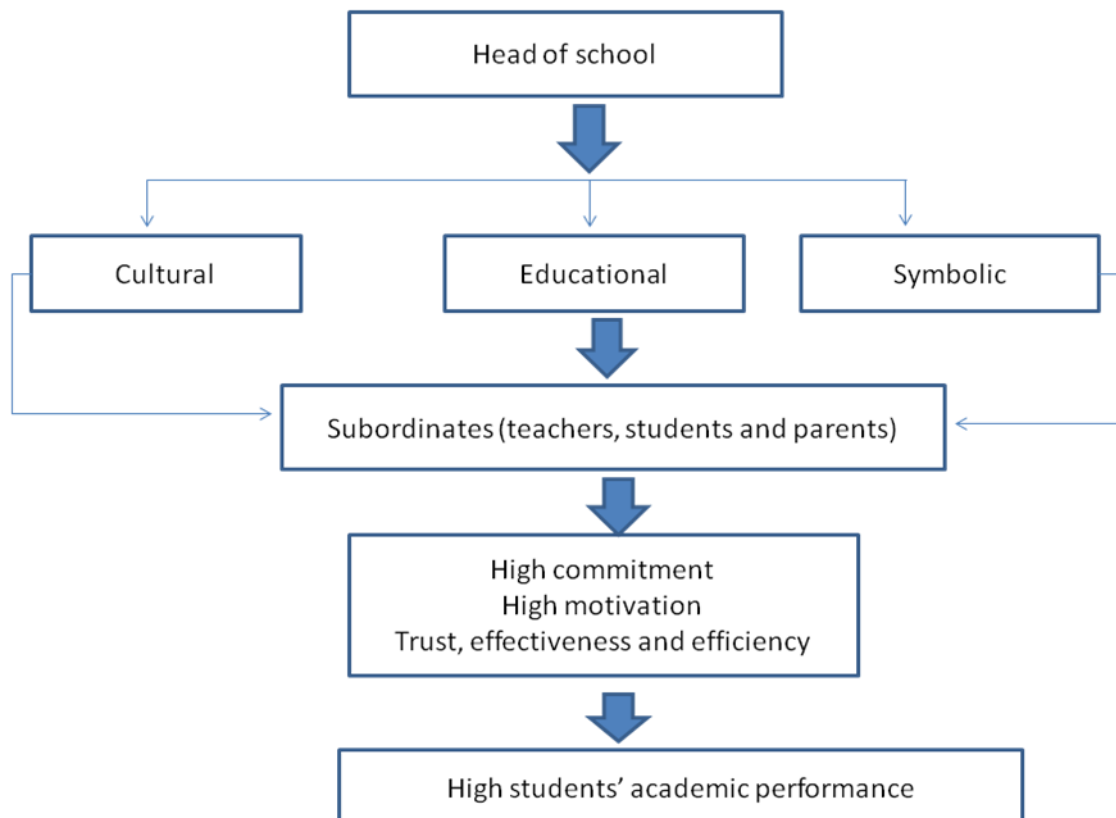 Head of school
Cultural
Educational
Symbolic
Subordinates (teachers, students and parents)
High commitment
High motivation
Trust, effectiveness and efficiency
High students’ academic performance